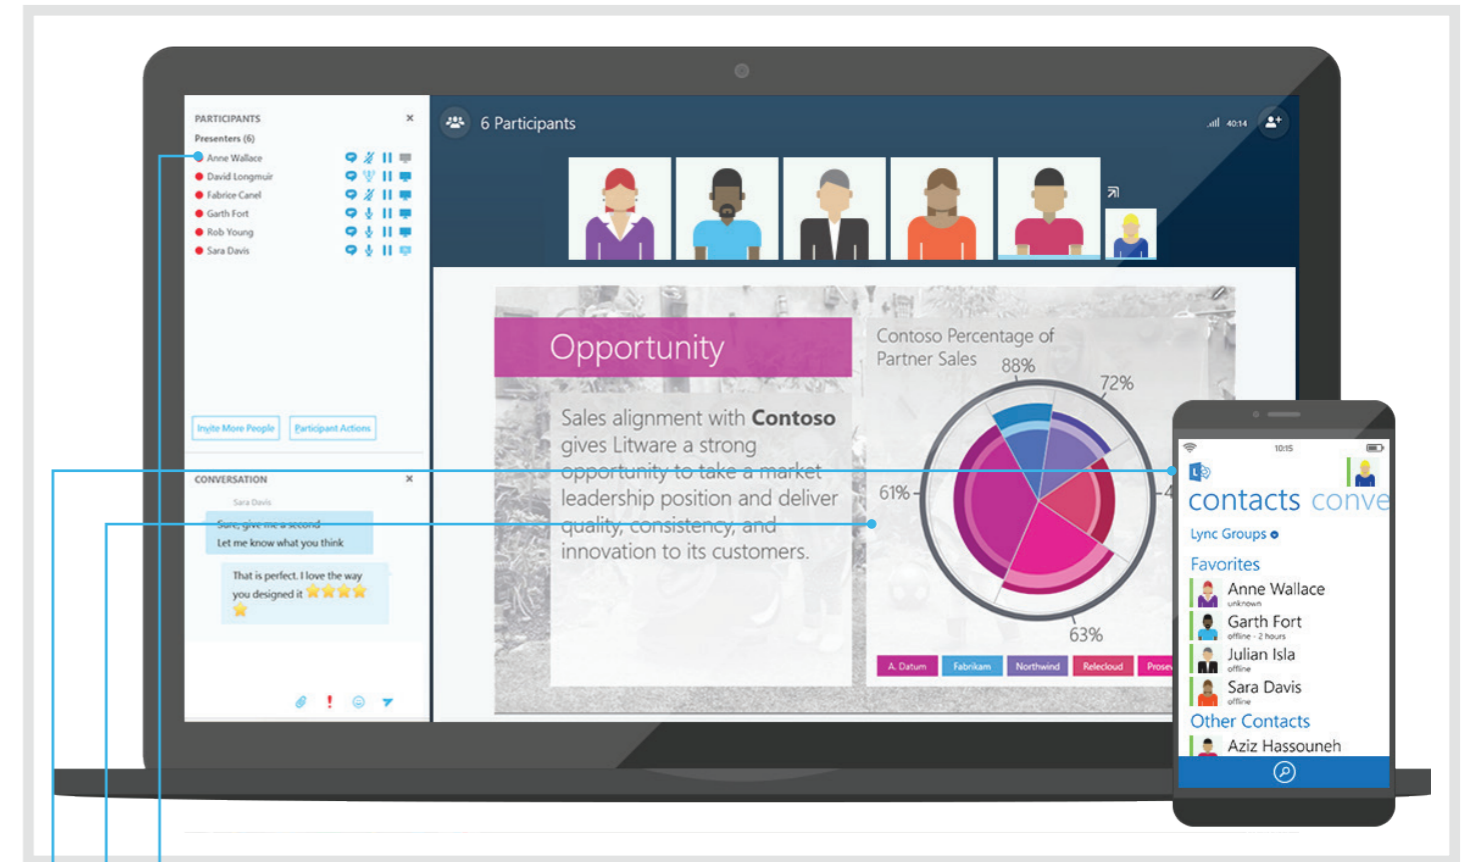 PARTICIPANTS
Presenters (6)
Anne Wallace
David Longmuir
Fabrice Canel
Garth Fort
Rob Young
Sara Davis
Invite More People
Participant Actions
CONVERSATION
Sara Davis
Sure, give me a second
Let me know what you think
That is perfect. I love the way
you designed it
6 Participants
40:14
Opportunity
Sales alignment with Contoso
gives Litware a strong
opportunity to take a market
leadership position and deliver
quality, consistency, and
innovation to its customers.
Contoso Percentage of
Partner Sales
88%
72%
61%
4
63%
A. Datum
Fabrikam
Northwind
Relecloud
Prosew
10:15
L
contacts conve
Lync Groups
Favorites
Anne Wallace
unknown
Garth Fort
offline - 2 hours
Julian Isla
offline
Sara Davis
offline
Other Contacts
Aziz Hassouneh